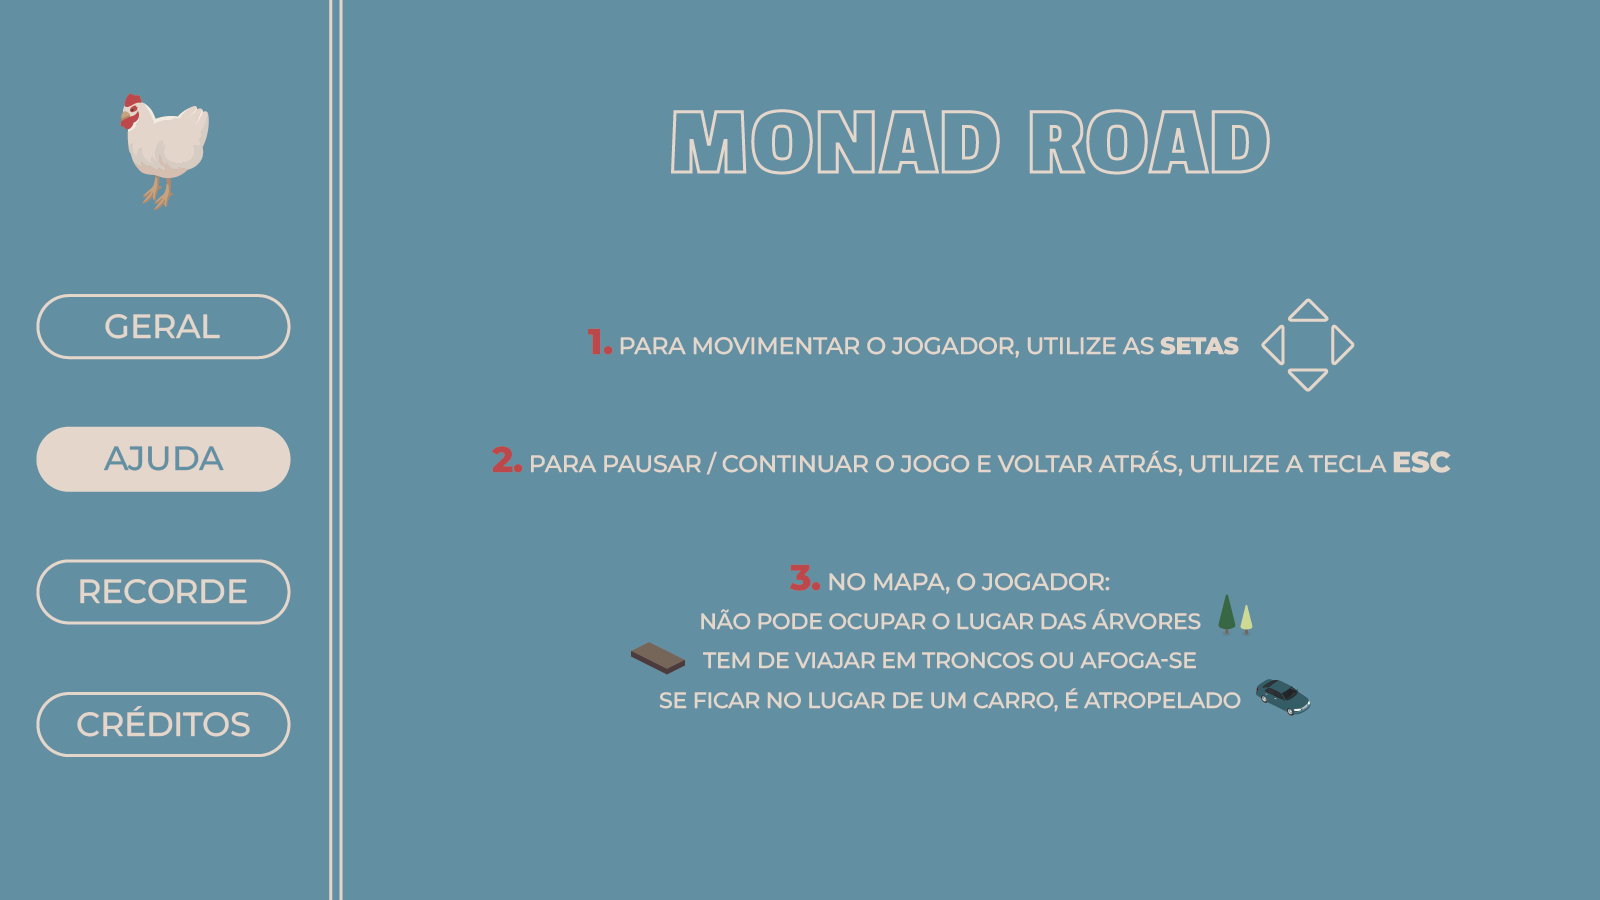 GERAL
AJUDA
RECORDE
CRÉDITOS
MONAD ROAD
1. PARA MOVIMENTAR O JOGADOR, UTILIZE AS SETAS
2. PARA PAUSAR / CONTINUAR O JOGO E VOLTAR ATRÁS, UTILIZE A TECLA ESC
3. NO MAPA, O JOGADOR:
NÃO PODE OCUPAR O LUGAR DAS ÁRVORES
TEM DE VIAJAR EM TRONCOS OU AFOGA-SE
SE FICAR NO LUGAR DE UM CARRO, É ATROPELADO